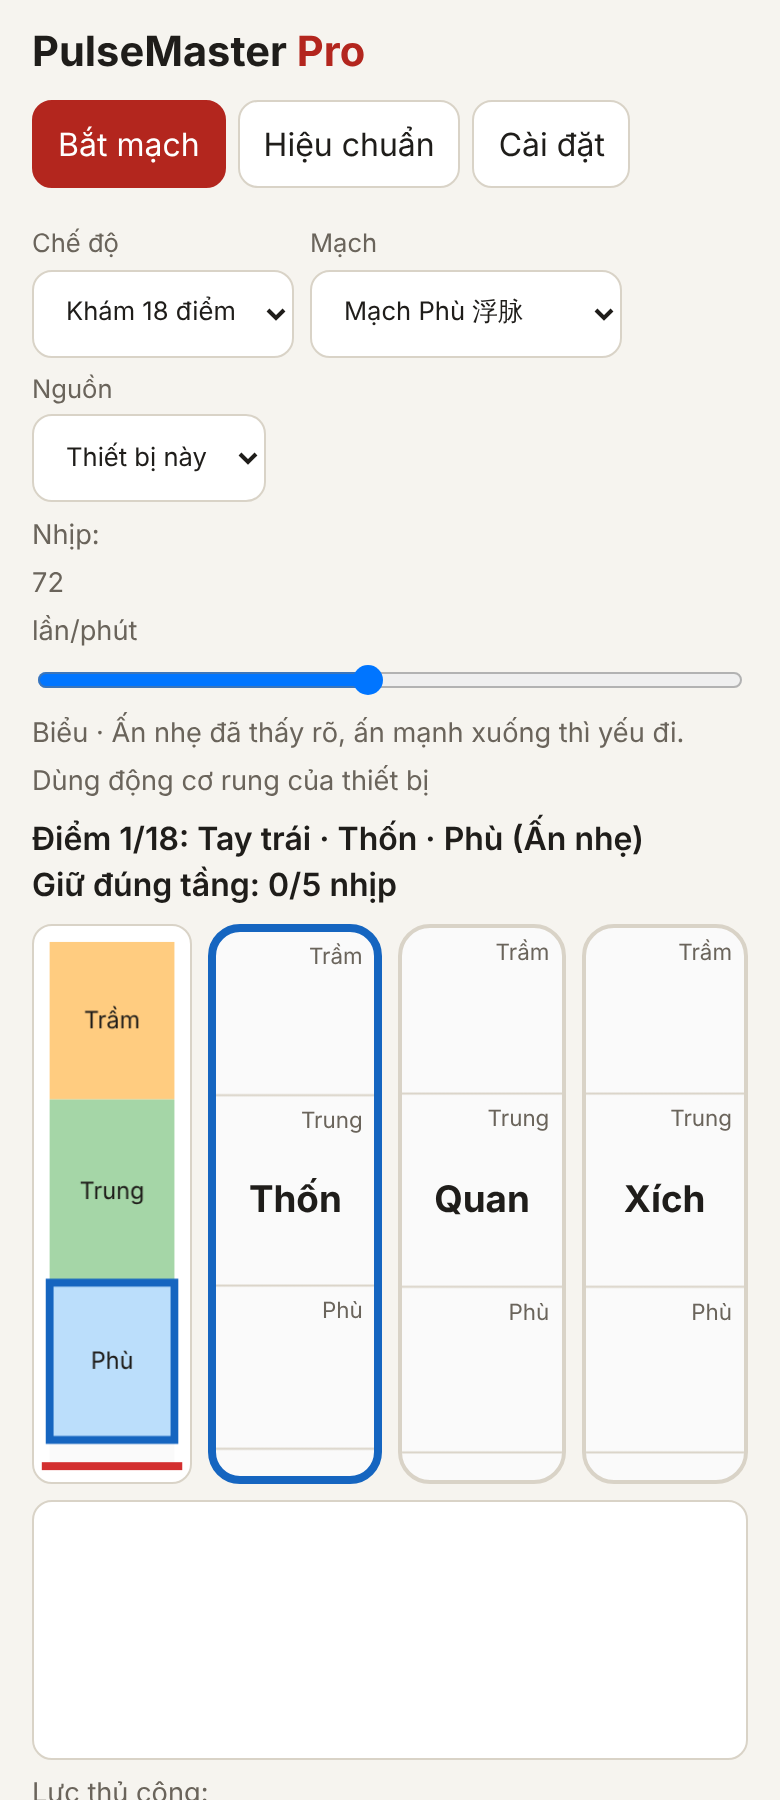 PulseMaster Pro
Bắt mạch
Hiệu chuẩn
Cài đặt
Chế độ
Mạch
Khám 18 điểm
Mạch Phù 浮脉
Nguồn
Thiết bị này
Nhịp:
72
lần/phút
Biểu · Ấn nhẹ đã thấy rõ, ấn mạnh xuống thì yếu đi.
Dùng động cơ rung của thiết bị
Điểm 1/18: Tay trái · Thốn · Phù (Ấn nhẹ)
Giữ đúng tầng: 0/5 nhịp
Trầm
Trung
Phù
Trầm
Trung
Thốn
Phù
Trầm
Trung
Quan
Phù
Trầm
Trung
Xích
Phù
Lực thủ công: